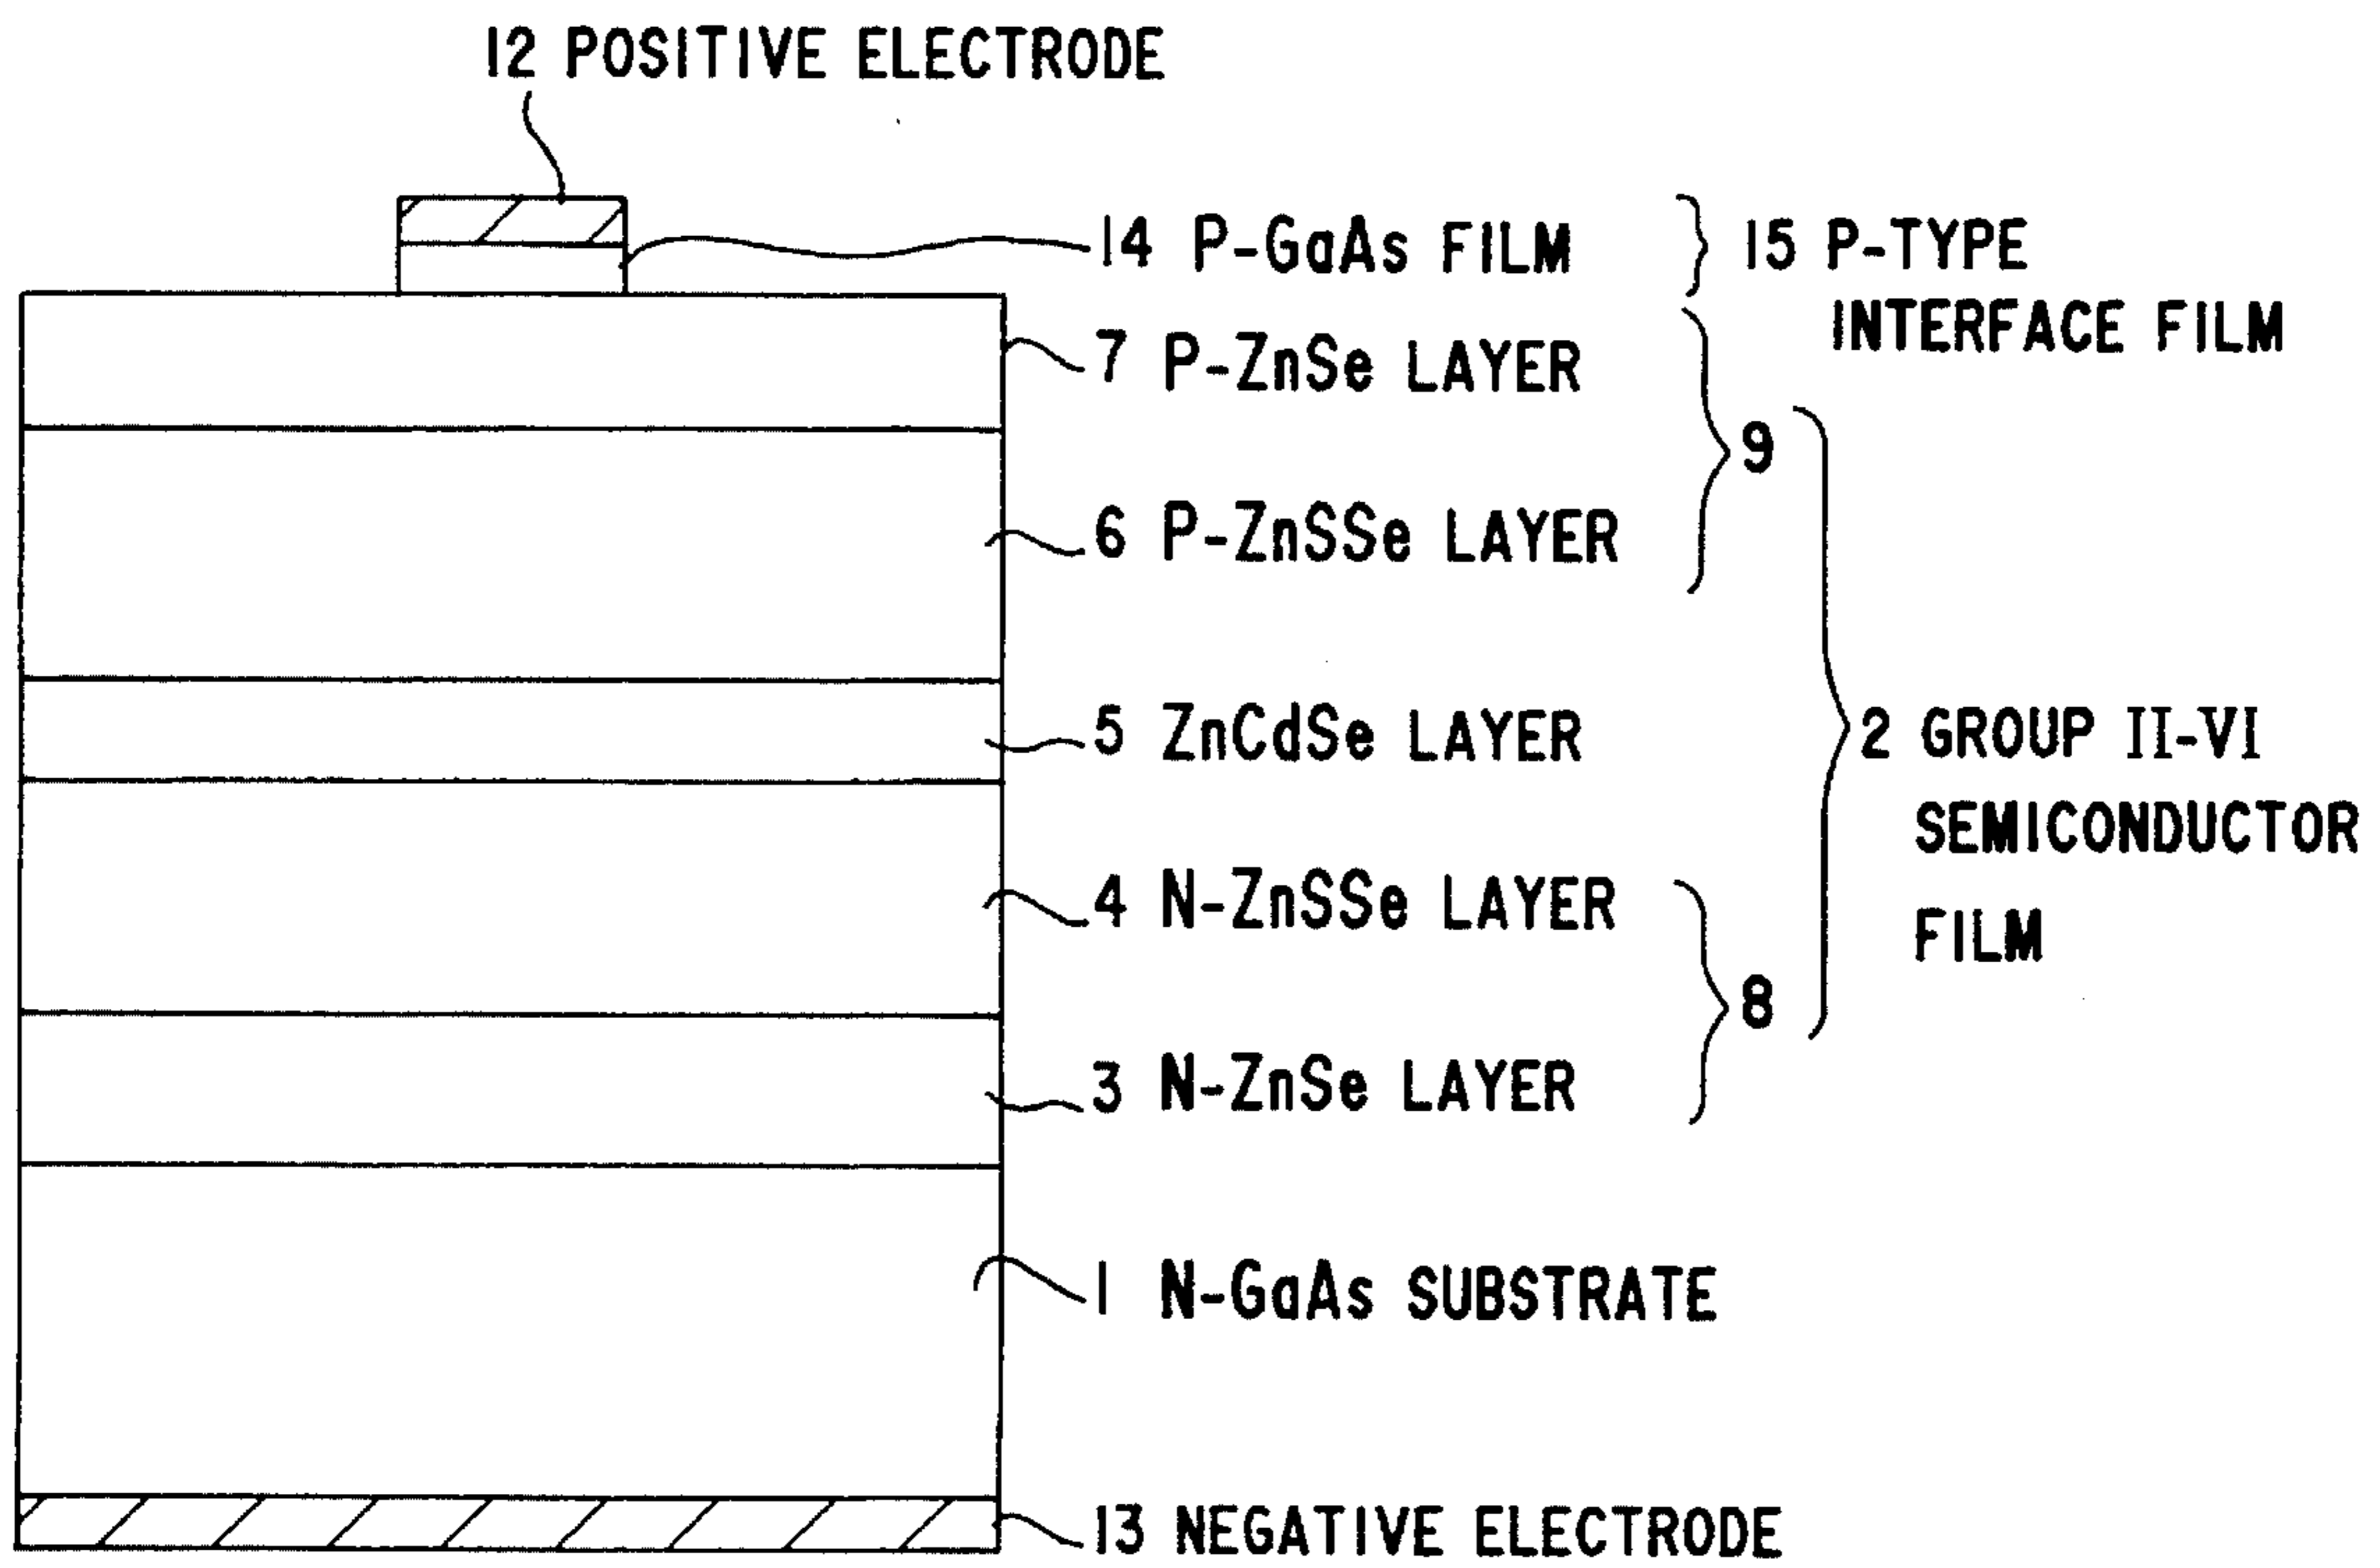 12 POSITIVE ELECTRODE
14 P-GaAs FILM
15 P-TYPE
INTERFACE FILM
7 P-ZnSe LAYER
9
6 P-ZnSSe LAYER
5 ZnCdSe LAYER
2 GROUP II-VI
SEMICONDUCTOR
FILM
4 N-ZnSSe LAYER
8
3 N-ZnSe LAYER
1 N-GaAs SUBSTRATE
13 NEGATIVE ELECTRODE